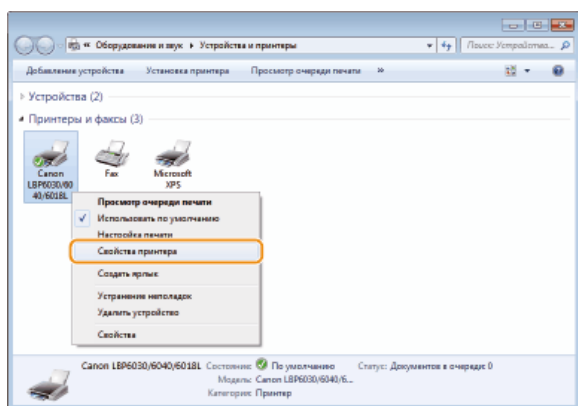 « Оборудование и звук ▸ Устройства и принтеры
Поиск: Устройства...
Добавление устройства Установка принтера Просмотр очереди печати »
Устройства (2)
Принтеры и факсы (3)
Canon
LBP6030/60
40/6018L
Fax
Microsoft
XPS
Просмотр очереди печати
Использовать по умолчанию
Настройка печати
Свойства принтера
Создать ярлык
Устранение неполадок
Удалить устройство
Свойства
Canon LBP6030/6040/6018L Состояние: По умолчанию Статус: Документов в очереди: 0
Модель: Canon LBP6030/6040/6...
Категория: Принтер